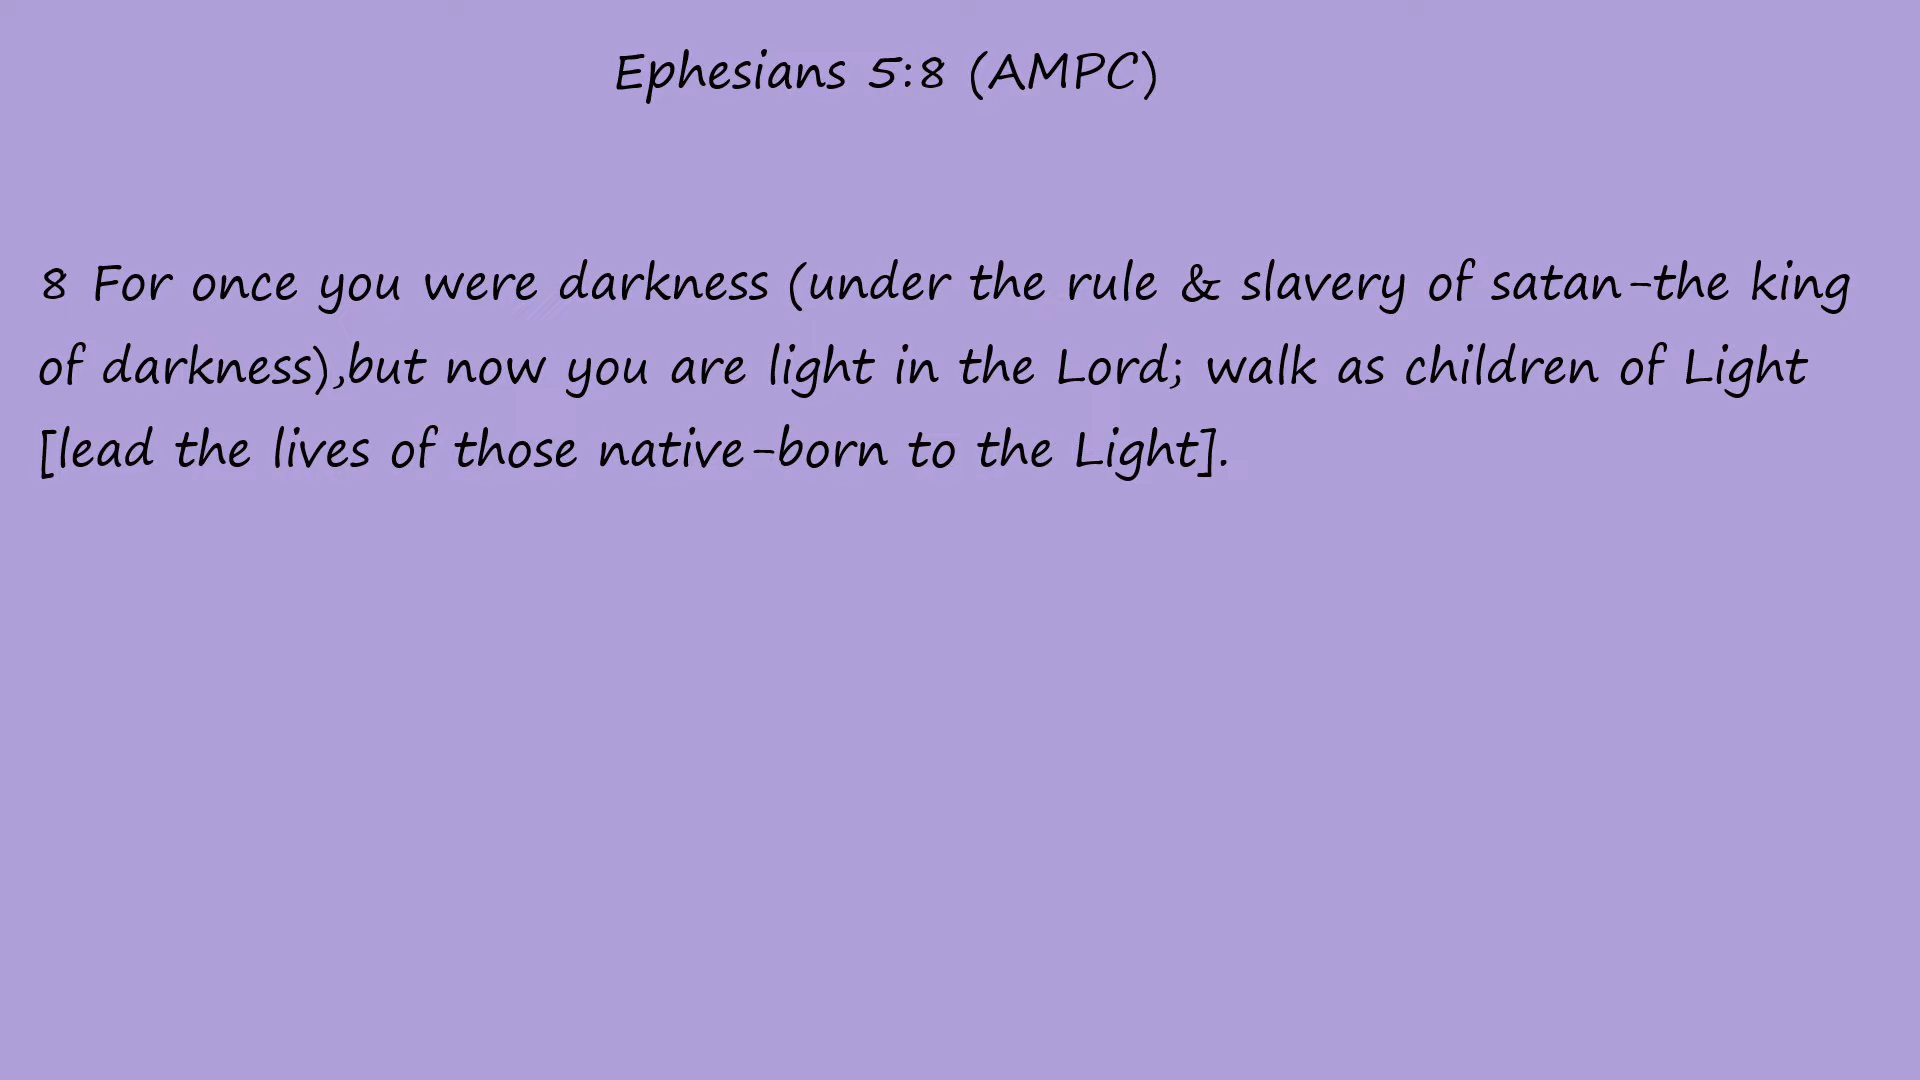 Ephesians 5:8 (AMPC)
8 For once you were darkness (under the rule & slavery of satan-the king
of darkness),but now you are light in the Lord; walk as children of Light
[lead the lives of those native-born to the Light].